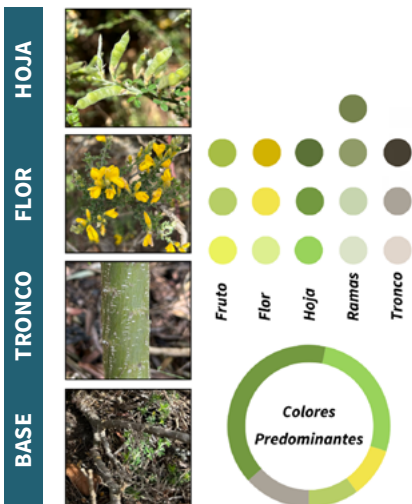 HOJA
FLOR
TRONCO
BASE
Fruto
Flor
Hoja
Ramas
Tronco
Colores
Predominantes